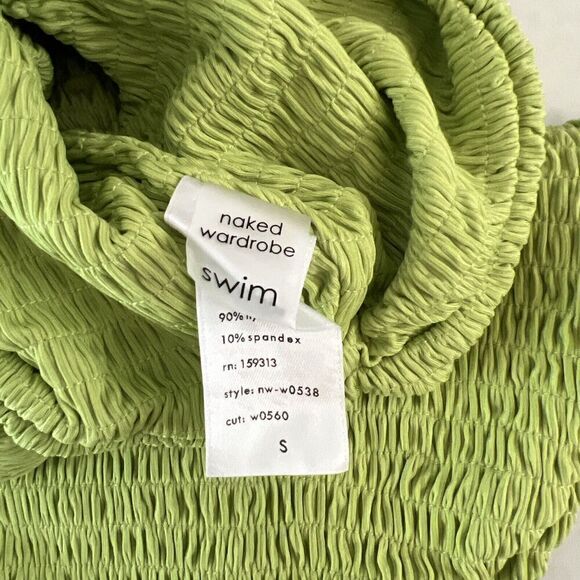 naked
wardrobe
swim
90%
10% spandex
rn: 159313
style: nw-w0538
cut: w0560
S